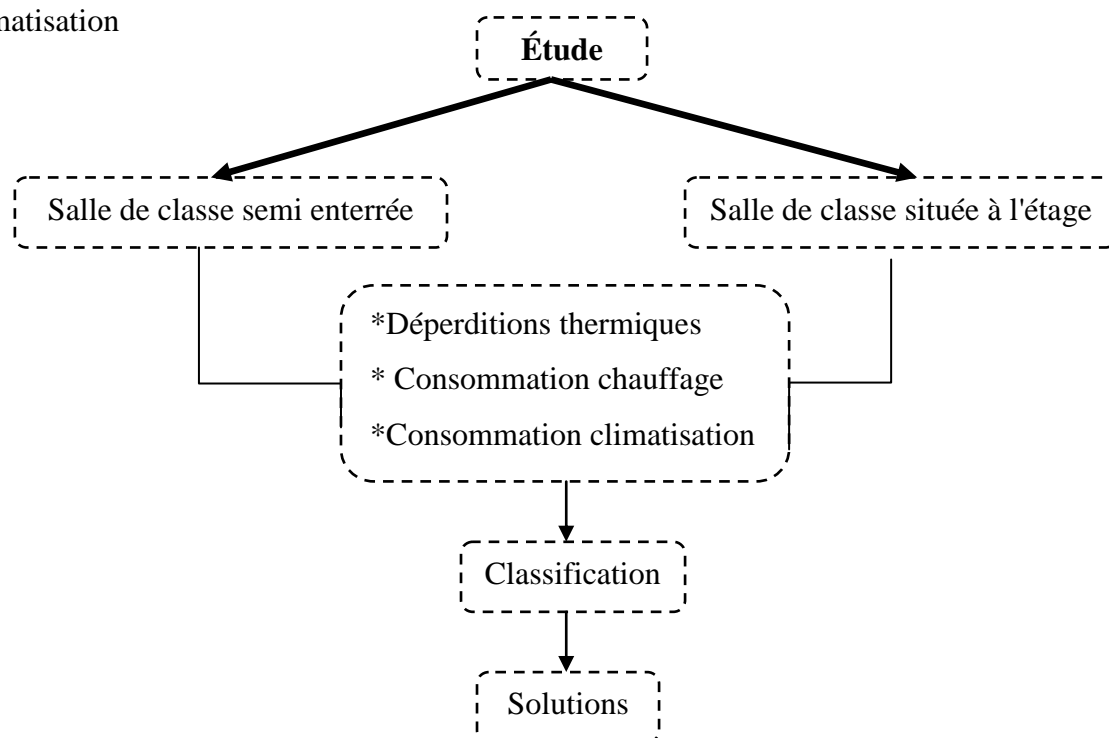 matisation
Étude
Salle de classe semi enterrée
Salle de classe située à l'étage
*Déperditions thermiques
* Consommation chauffage
*Consommation climatisation
Classification
Solutions